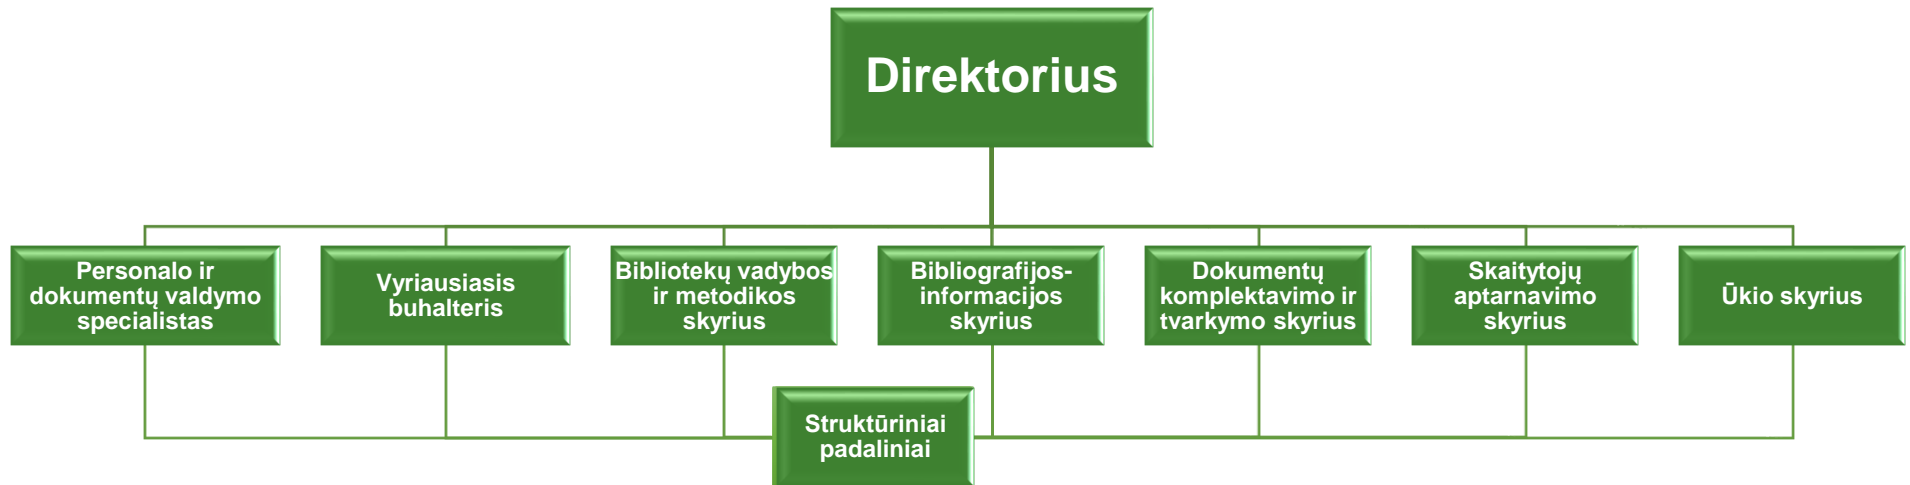 Direktorius
Personalo ir
dokumentų valdymo
specialistas
Vyriausiasis
buhalteris
Bibliotekų vadybos
ir metodikos
skyrius
Bibliografijos-
informacijos
skyrius
Dokumentų
komplektavimo ir
tvarkymo skyrius
Skaitytojų
aptarnavimo
skyrius
Ūkio skyrius
Struktūriniai
padaliniai